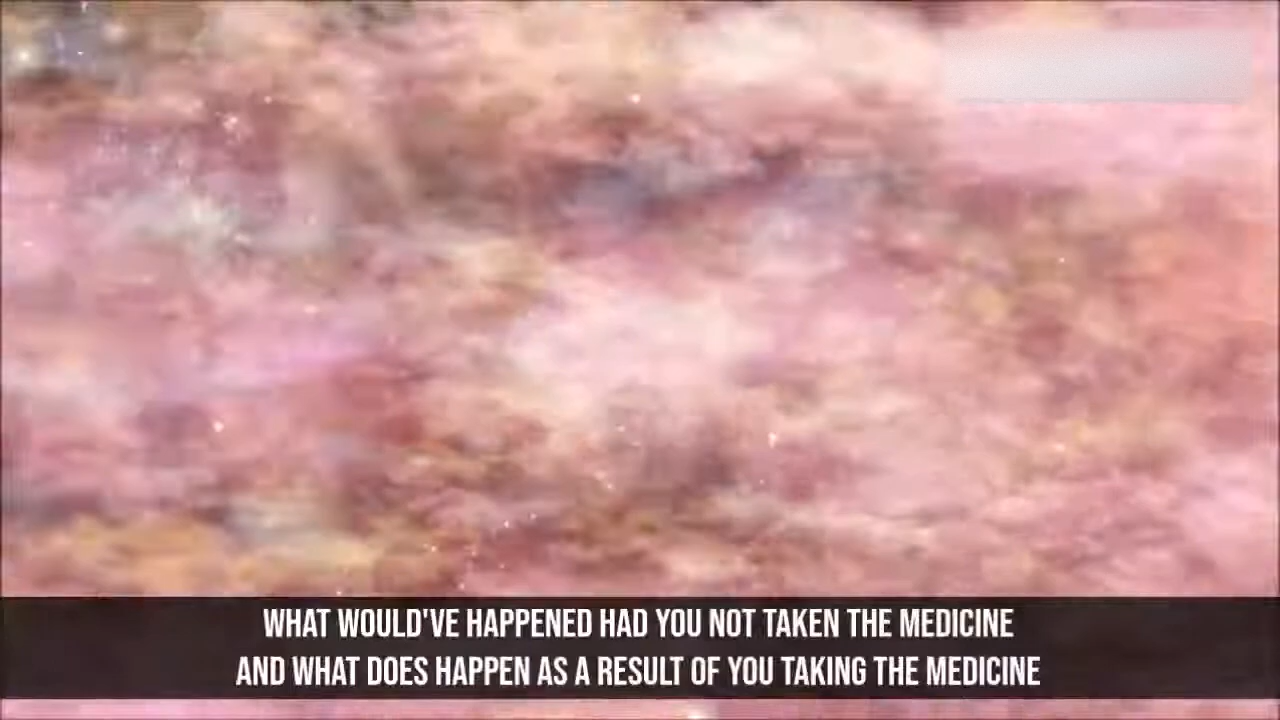 WHAT WOULD'VE HAPPENED HAD YOU NOT TAKEN THE MEDICINE
AND WHAT DOES HAPPEN AS A RESULT OF YOU TAKING THE MEDICINE